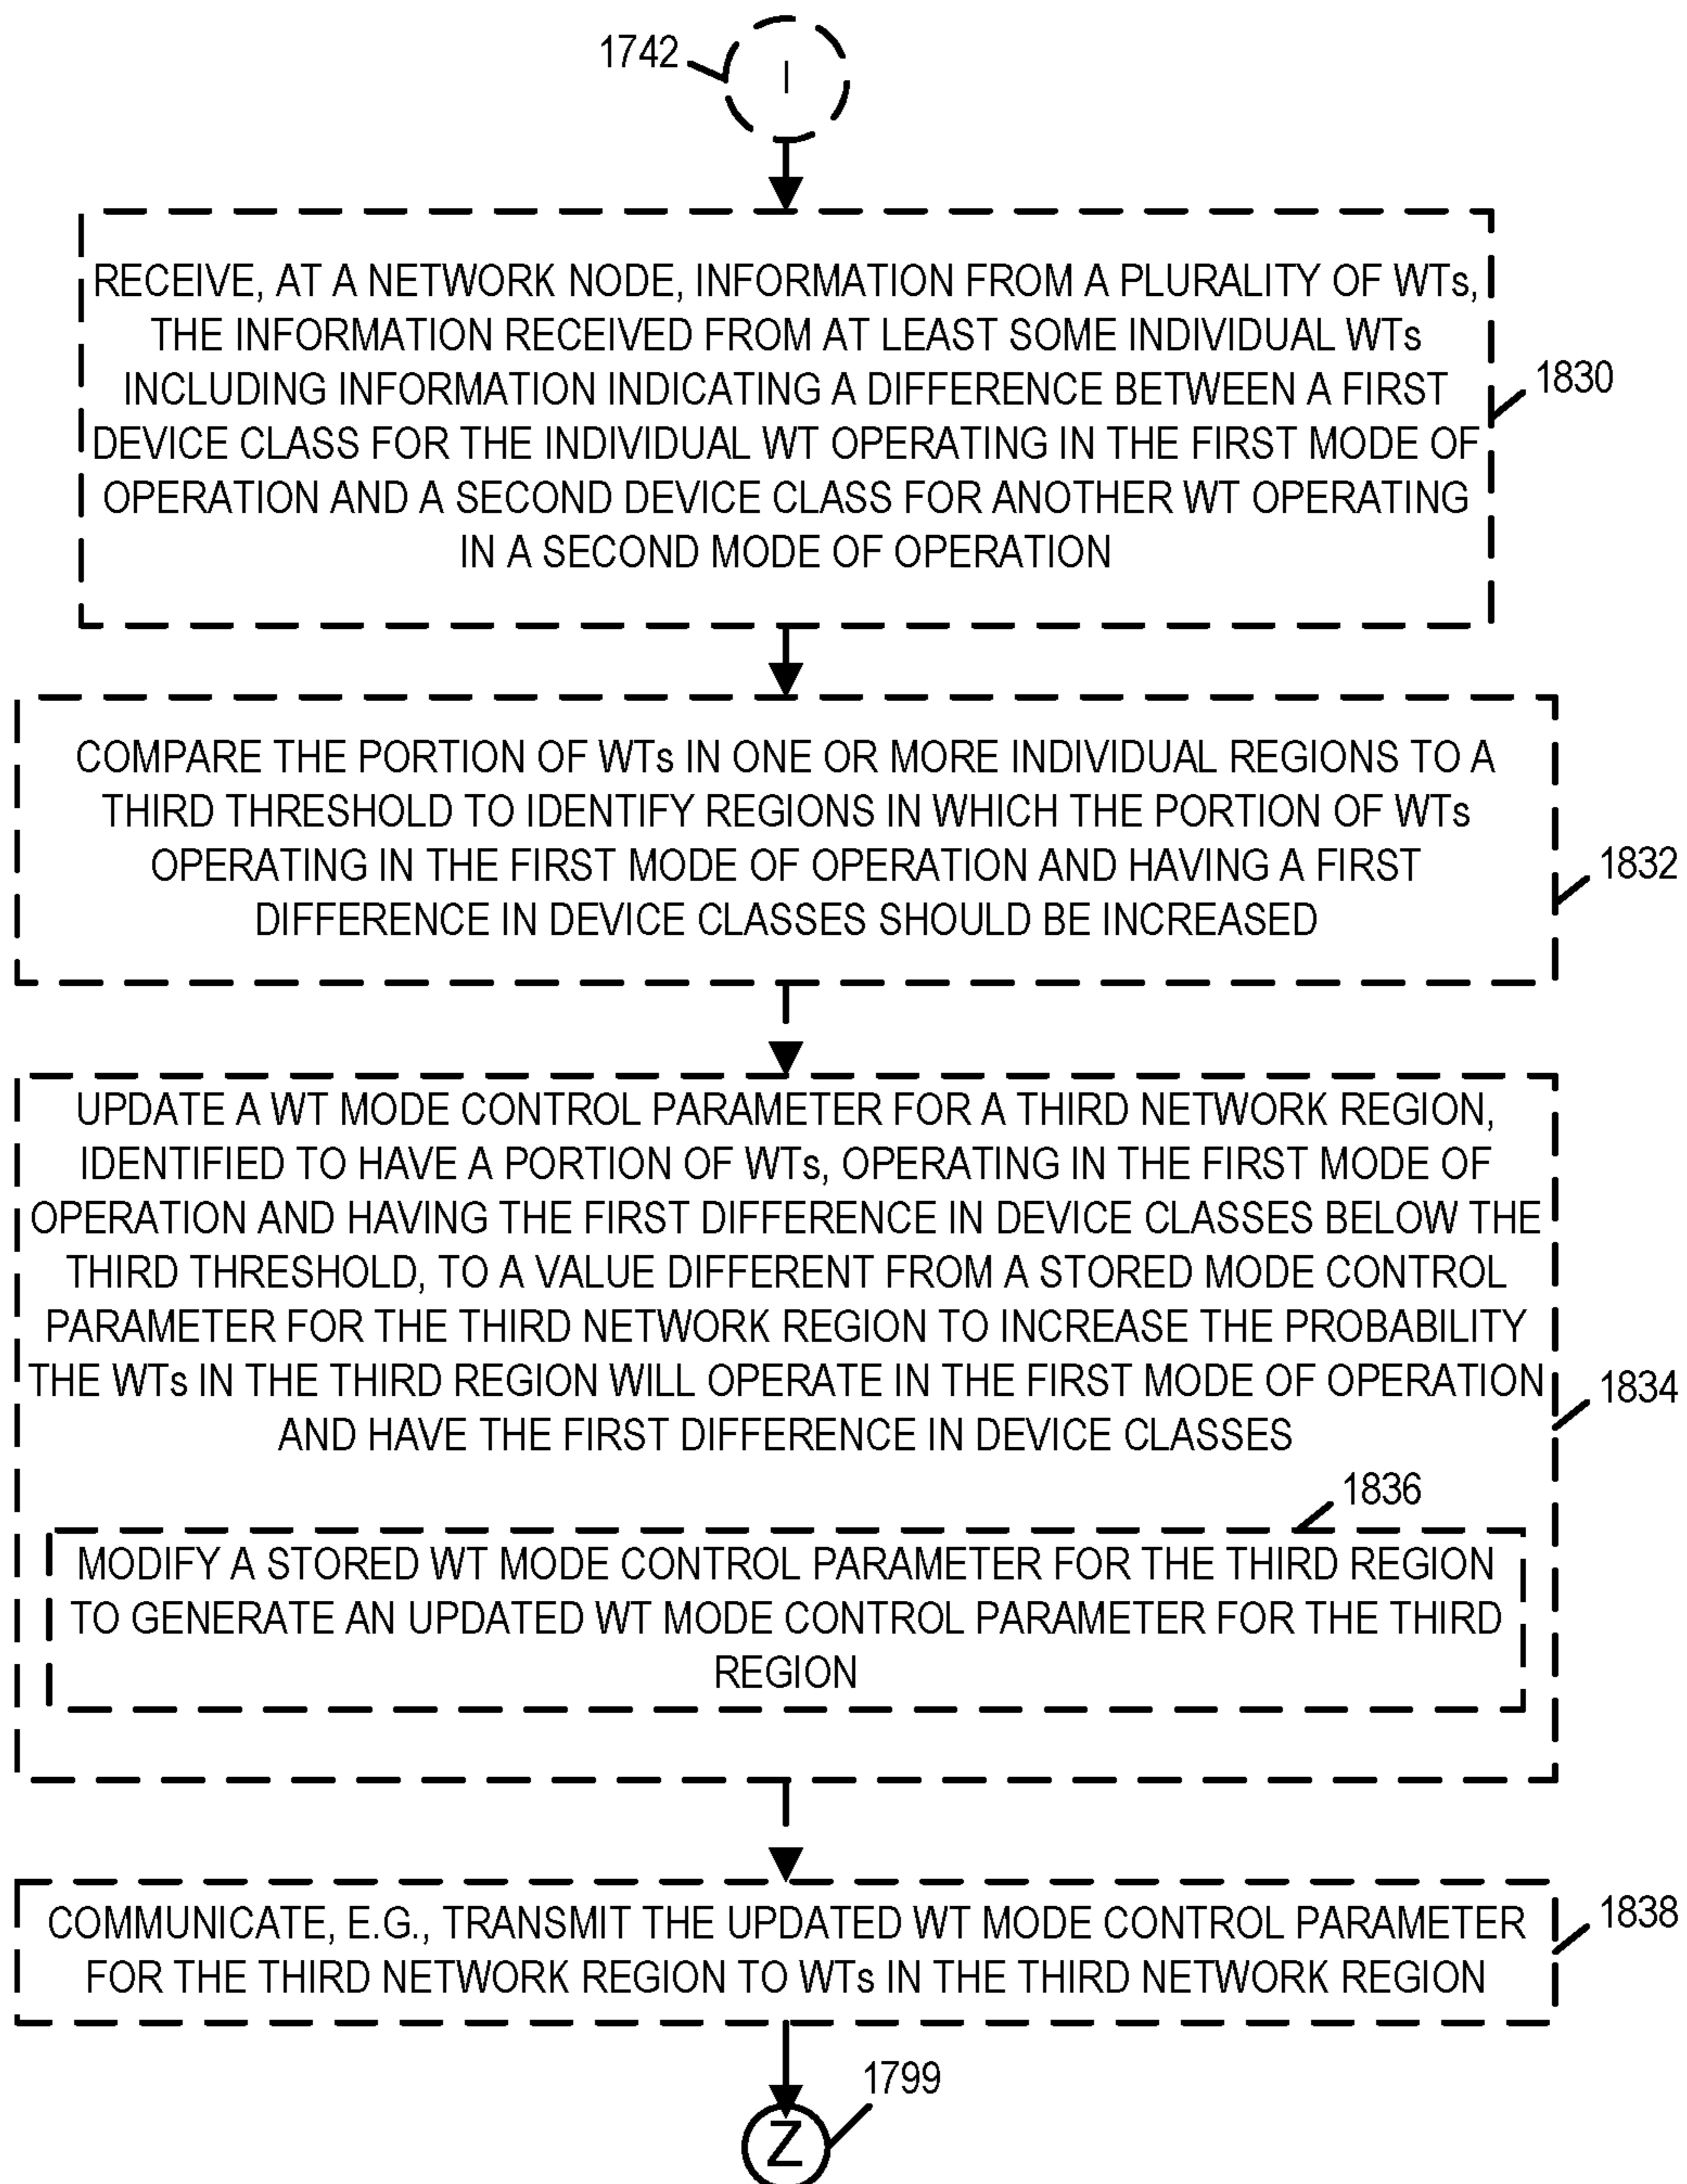 1742
I
RECEIVE, AT A NETWORK NODE, INFORMATION FROM A PLURALITY OF WTs,
THE INFORMATION RECEIVED FROM AT LEAST SOME INDIVIDUAL WTs
INCLUDING INFORMATION INDICATING A DIFFERENCE BETWEEN A FIRST
DEVICE CLASS FOR THE INDIVIDUAL WT OPERATING IN THE FIRST MODE OF
OPERATION AND A SECOND DEVICE CLASS FOR ANOTHER WT OPERATING
IN A SECOND MODE OF OPERATION
1830
COMPARE THE PORTION OF WTs IN ONE OR MORE INDIVIDUAL REGIONS TO A
THIRD THRESHOLD TO IDENTIFY REGIONS IN WHICH THE PORTION OF WTs
OPERATING IN THE FIRST MODE OF OPERATION AND HAVING A FIRST
DIFFERENCE IN DEVICE CLASSES SHOULD BE INCREASED
1832
UPDATE A WT MODE CONTROL PARAMETER FOR A THIRD NETWORK REGION,
IDENTIFIED TO HAVE A PORTION OF WTs, OPERATING IN THE FIRST MODE OF
OPERATION AND HAVING THE FIRST DIFFERENCE IN DEVICE CLASSES BELOW THE
THIRD THRESHOLD, TO A VALUE DIFFERENT FROM A STORED MODE CONTROL
PARAMETER FOR THE THIRD NETWORK REGION TO INCREASE THE PROBABILITY
THE WTs IN THE THIRD REGION WILL OPERATE IN THE FIRST MODE OF OPERATION
AND HAVE THE FIRST DIFFERENCE IN DEVICE CLASSES
1834
1836
MODIFY A STORED WT MODE CONTROL PARAMETER FOR THE THIRD REGION
TO GENERATE AN UPDATED WT MODE CONTROL PARAMETER FOR THE THIRD
REGION
COMMUNICATE, E.G., TRANSMIT THE UPDATED WT MODE CONTROL PARAMETER
FOR THE THIRD NETWORK REGION TO WTs IN THE THIRD NETWORK REGION
1838
1799
Z